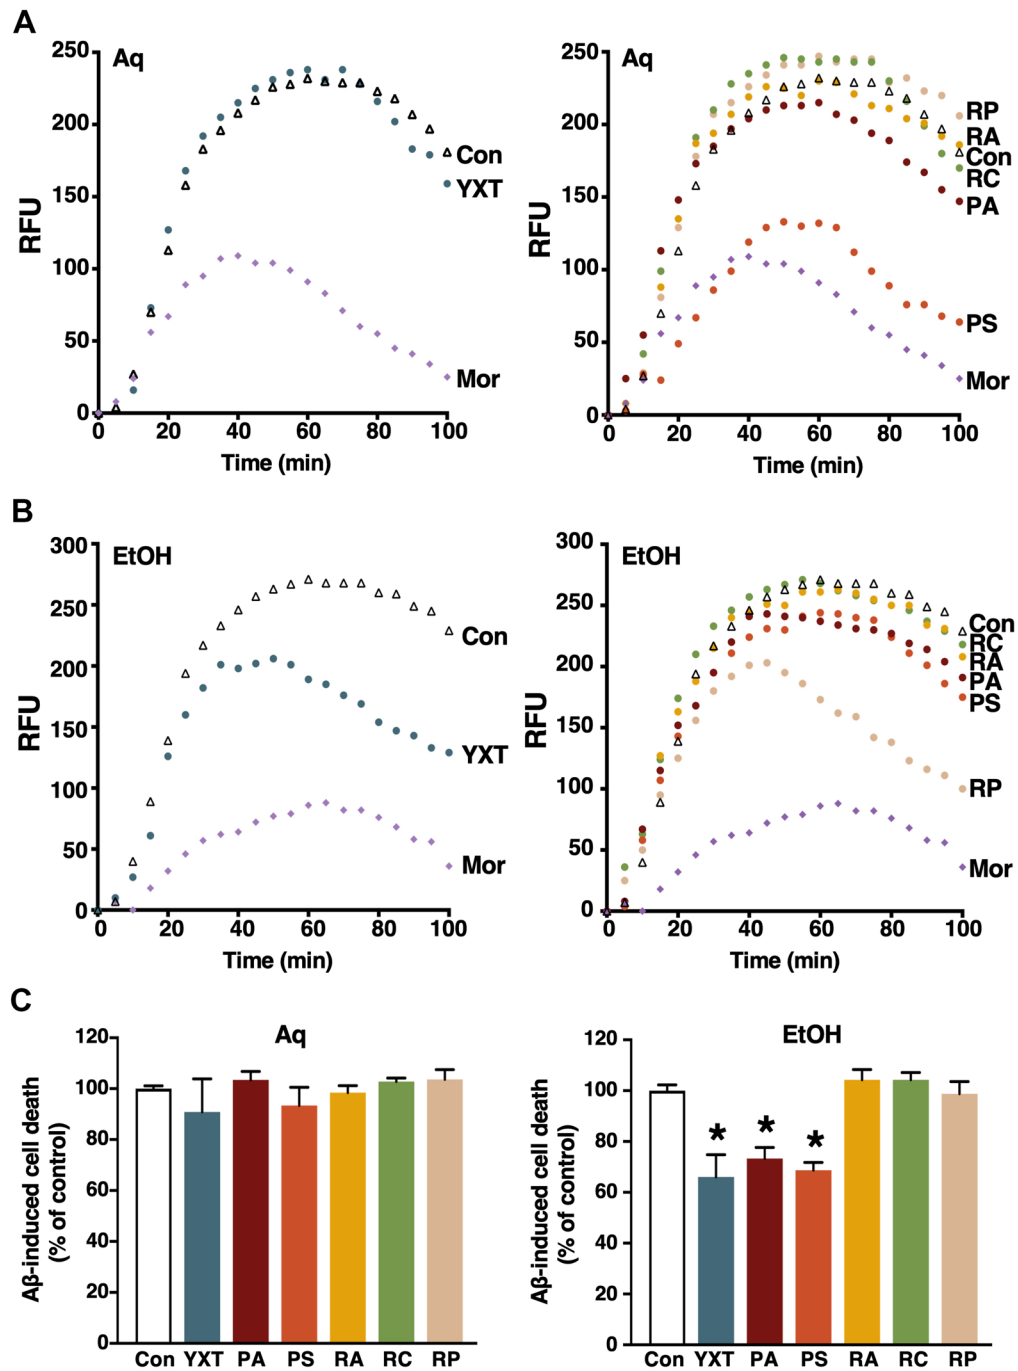 A
Aq
RFU
250
200
150
100
50
0
0 20 40 60 80 100
Time (min)
Con
YXT
Mor
Aq
RFU
250
200
150
100
50
0
0 20 40 60 80 100
Time (min)
RP
RA
Con
RC
PA
PS
Mor
B
EtOH
RFU
300
250
200
150
100
50
0
0 20 40 60 80 100
Time (min)
Con
YXT
Mor
EtOH
RFU
300
250
200
150
100
50
0
0 20 40 60 80 100
Time (min)
Con
RC
RA
PA
PS
RP
Mor
C
Aq
Aβ-induced cell death
(% of control)
120
100
80
60
40
20
0
Con YXT PA PS RA RC RP
EtOH
Aβ-induced cell death
(% of control)
120
100
80
60
40
20
0
* * *
Con YXT PA PS RA RC RP